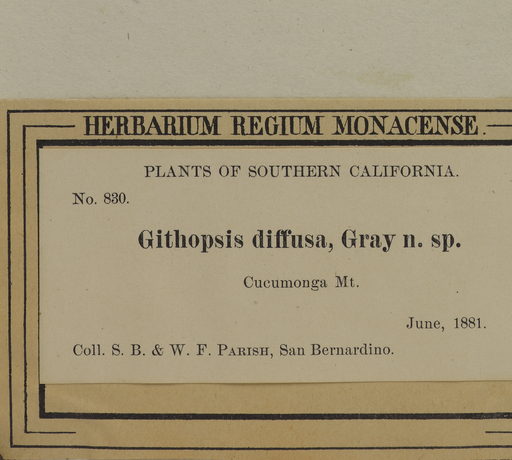 HERBARIUM REGIUM MONACENSE.
PLANTS OF SOUTHERN CALIFORNIA.
No. 830.
Githopsis diffusa, Gray n. sp.
Cucumonga Mt.
June, 1881.
Coll. S. B. & W. F. PARISH, San Bernardino.